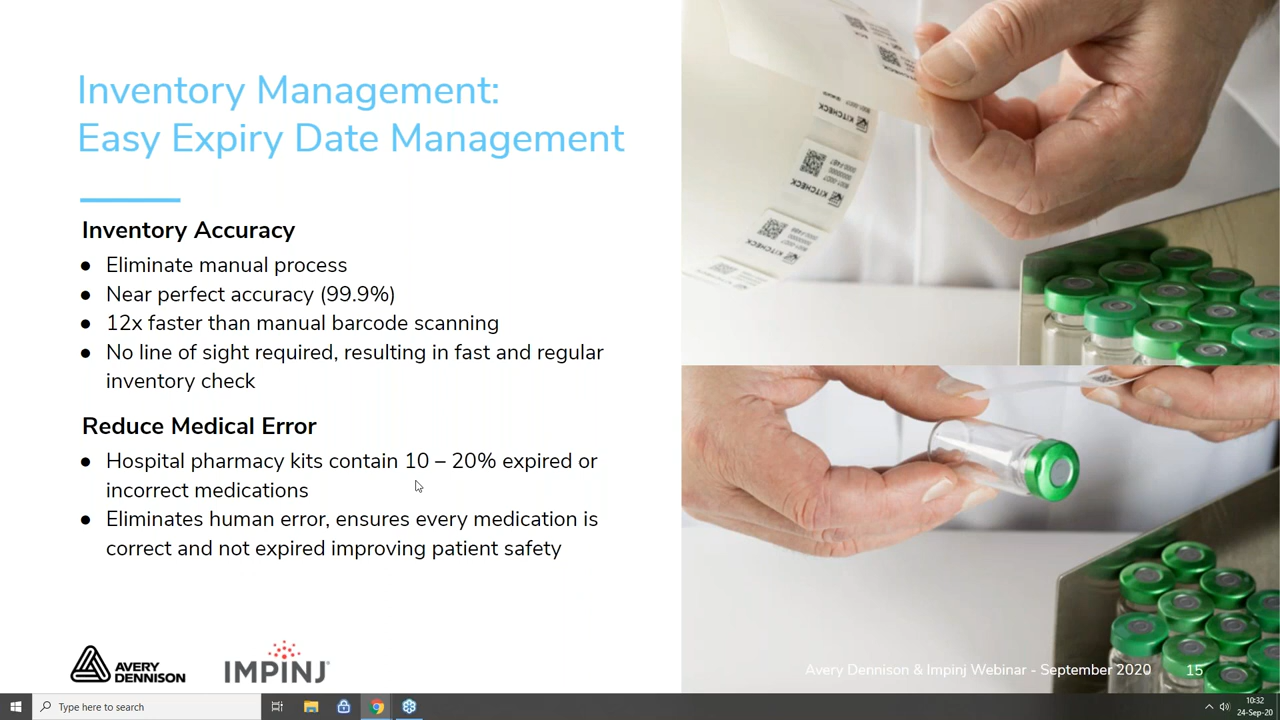 Inventory Management:
Easy Expiry Date Management
Inventory Accuracy
● Eliminate manual process
● Near perfect accuracy (99.9%)
● 12x faster than manual barcode scanning
● No line of sight required, resulting in fast and regular
inventory check
Reduce Medical Error
● Hospital pharmacy kits contain 10 – 20% expired or
incorrect medications
● Eliminates human error, ensures every medication is
correct and not expired improving patient safety
KITCHECK
KITCHECK
KITCHECK
AVERY
DENNISON
IMPINJ
Avery Dennison & Impinj Webinar - September 2020
15
Type here to search
10:32
24-Sep-20